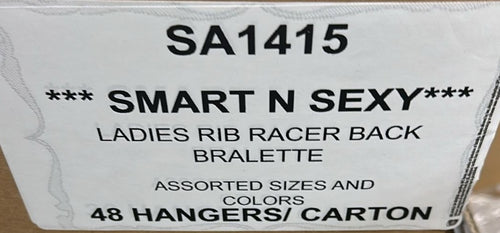 SA1415
*** SMART N SEXY***
LADIES RIB RACER BACK
BRALETTE
ASSORTED SIZES AND
COLORS
48 HANGERS/ CARTON